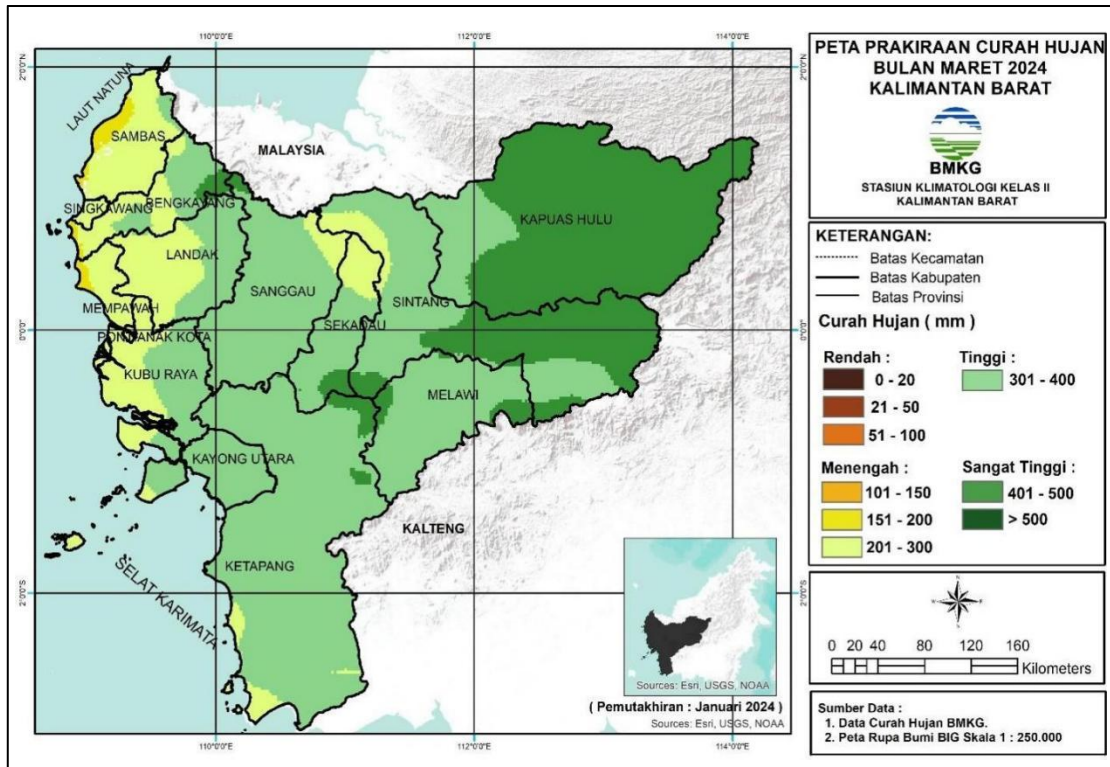 110°0'0"E
112°0'0"E
114°0'0"E
2°0'0"N
2°0'0"N
LAUT NATUNA
SAMBAS
MALAYSIA
SINGKAWANG
BENGKAYANG
KAPUAS HULU
LANDAK
SANGGAU
SINTANG
MEMPAWAH
SEKADAU
0°0'0"
0°0'0"
PONTIANAK KOTA
KUBU RAYA
MELAWI
KAYONG UTARA
KALTENG
KETAPANG
SELAT KARIMATA
2°0'0"S
2°0'0"S
Sources: Esri, USGS, NOAA
( Pemutakhiran : Januari 2024 )
Sources: Esri, USGS, NOAA
110°0'0"E
112°0'0"E
114°0'0"E
PETA PRAKIRAAN CURAH HUJAN
BULAN MARET 2024
KALIMANTAN BARAT
BMKG
STASIUN KLIMATOLOGI KELAS II
KALIMANTAN BARAT
KETERANGAN:
Batas Kecamatan
Batas Kabupaten
Batas Provinsi
Curah Hujan ( mm )
Rendah :
0 - 20
21 - 50
51 - 100
Tinggi :
301 - 400
Menengah :
101 - 150
151 - 200
201 - 300
Sangat Tinggi :
401 - 500
> 500
0 20 40 80 120 160
Kilometers
Sumber Data :
1. Data Curah Hujan BMKG.
2. Peta Rupa Bumi BIG Skala 1 : 250.000